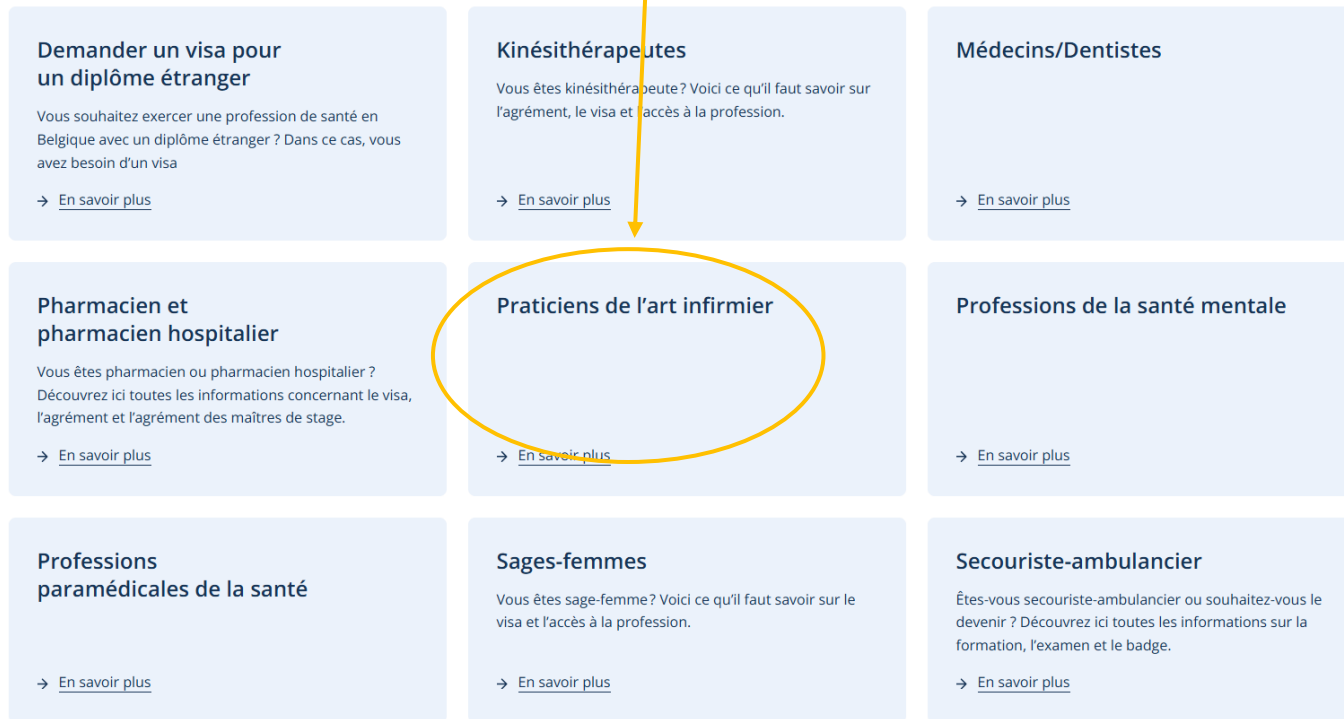 Demander un visa pour
un diplôme étranger
Vous souhaitez exercer une profession de santé en
Belgique avec un diplôme étranger ? Dans ce cas, vous
avez besoin d’un visa
→ En savoir plus
Kinésithérapeutes
Vous êtes kinésithérapeute ? Voici ce qu’il faut savoir sur
l’agrément, le visa et l’accès à la profession.
→ En savoir plus
Médecins/Dentistes
→ En savoir plus
Pharmacien et
pharmacien hospitalier
Vous êtes pharmacien ou pharmacien hospitalier ?
Découvrez ici toutes les informations concernant le visa,
l’agrément et l’agrément des maîtres de stage.
→ En savoir plus
Praticiens de l’art infirmier
→ En savoir plus
Professions de la santé mentale
→ En savoir plus
Professions
paramédicales de la santé
→ En savoir plus
Sages-femmes
Vous êtes sage-femme ? Voici ce qu’il faut savoir sur le
visa et l’accès à la profession.
→ En savoir plus
Secouriste-ambulancier
Êtes-vous secouriste-ambulancier ou souhaitez-vous le
devenir ? Découvrez ici toutes les informations sur la
formation, l’examen et le badge.
→ En savoir plus